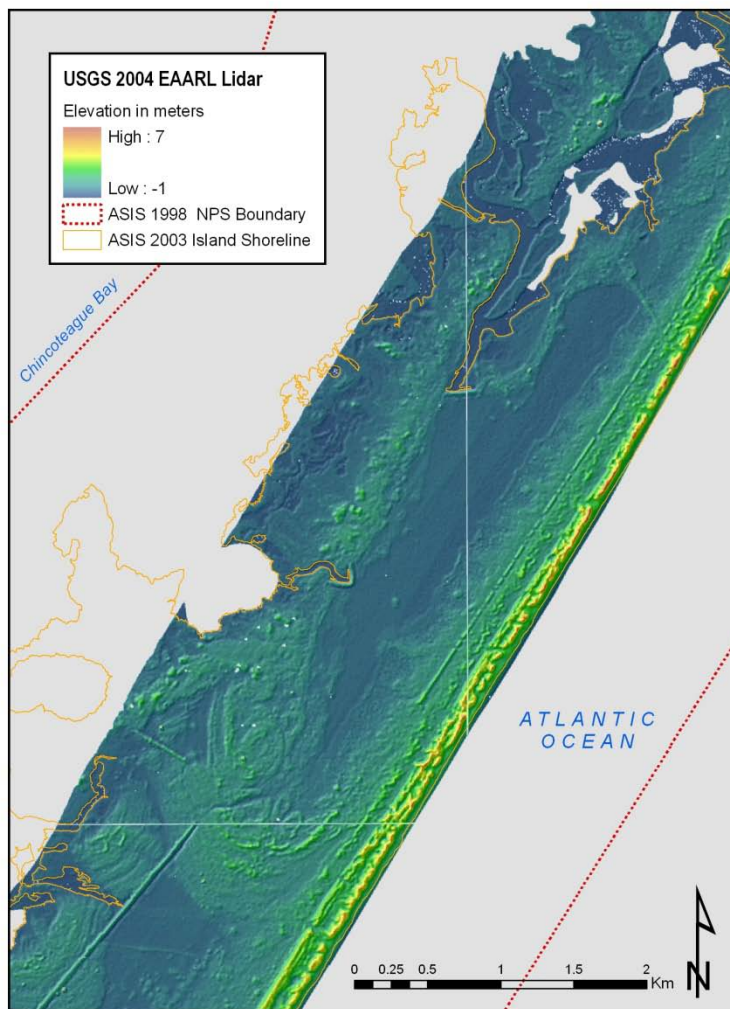 USGS 2004 EAARL Lidar
Elevation in meters
High : 7
Low : -1
ASIS 1998 NPS Boundary
ASIS 2003 Island Shoreline
Chincoteague Bay
ATLANTIC
OCEAN
0 0.25 0.5 1 1.5 2
Km
N